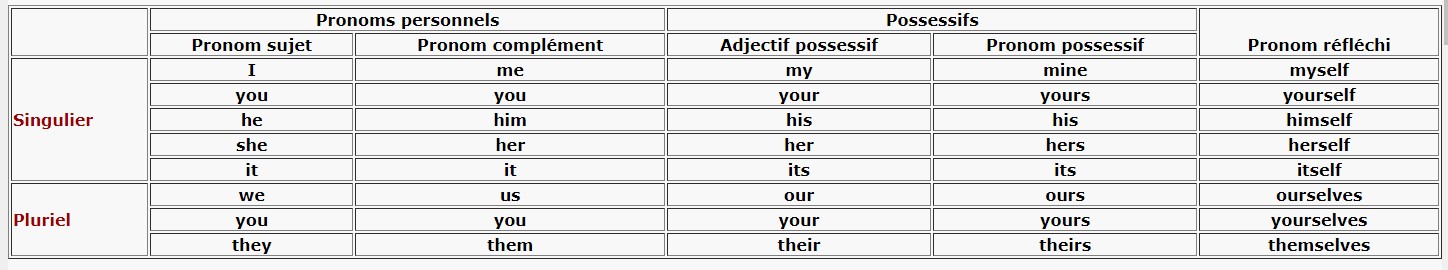 Pronoms personnels Possessifs
Pronom sujet Pronom complément Adjectif possessif Pronom possessif Pronom réfléchi
Singulier
I me my mine myself
you you your yours yourself
he him his his himself
she her her hers herself
it it its its itself
Pluriel
we us our ours ourselves
you you your yours yourselves
they them their theirs themselves